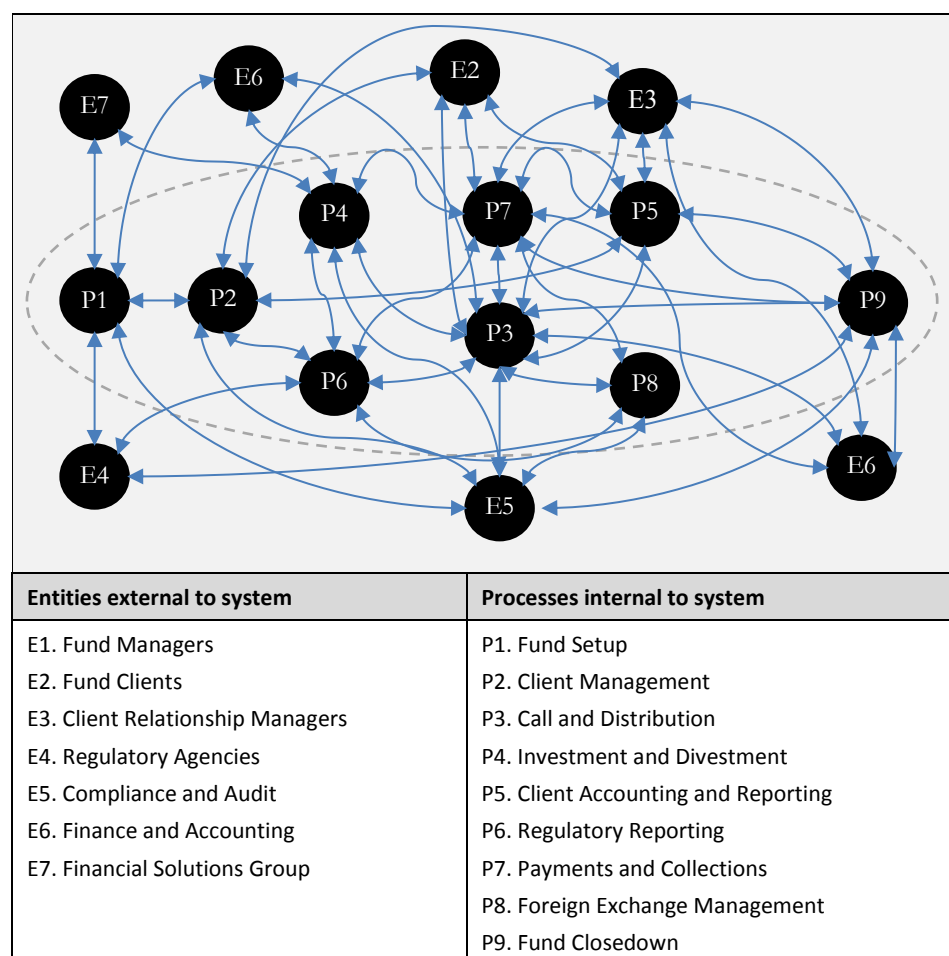 E6
E2
E3
E7
P4
P7
P5
P1
P2
P9
P3
P6
P8
E4
E6
E5
Entities external to system
Processes internal to system
E1. Fund Managers
E2. Fund Clients
E3. Client Relationship Managers
E4. Regulatory Agencies
E5. Compliance and Audit
E6. Finance and Accounting
E7. Financial Solutions Group
P1. Fund Setup
P2. Client Management
P3. Call and Distribution
P4. Investment and Divestment
P5. Client Accounting and Reporting
P6. Regulatory Reporting
P7. Payments and Collections
P8. Foreign Exchange Management
P9. Fund Closedown